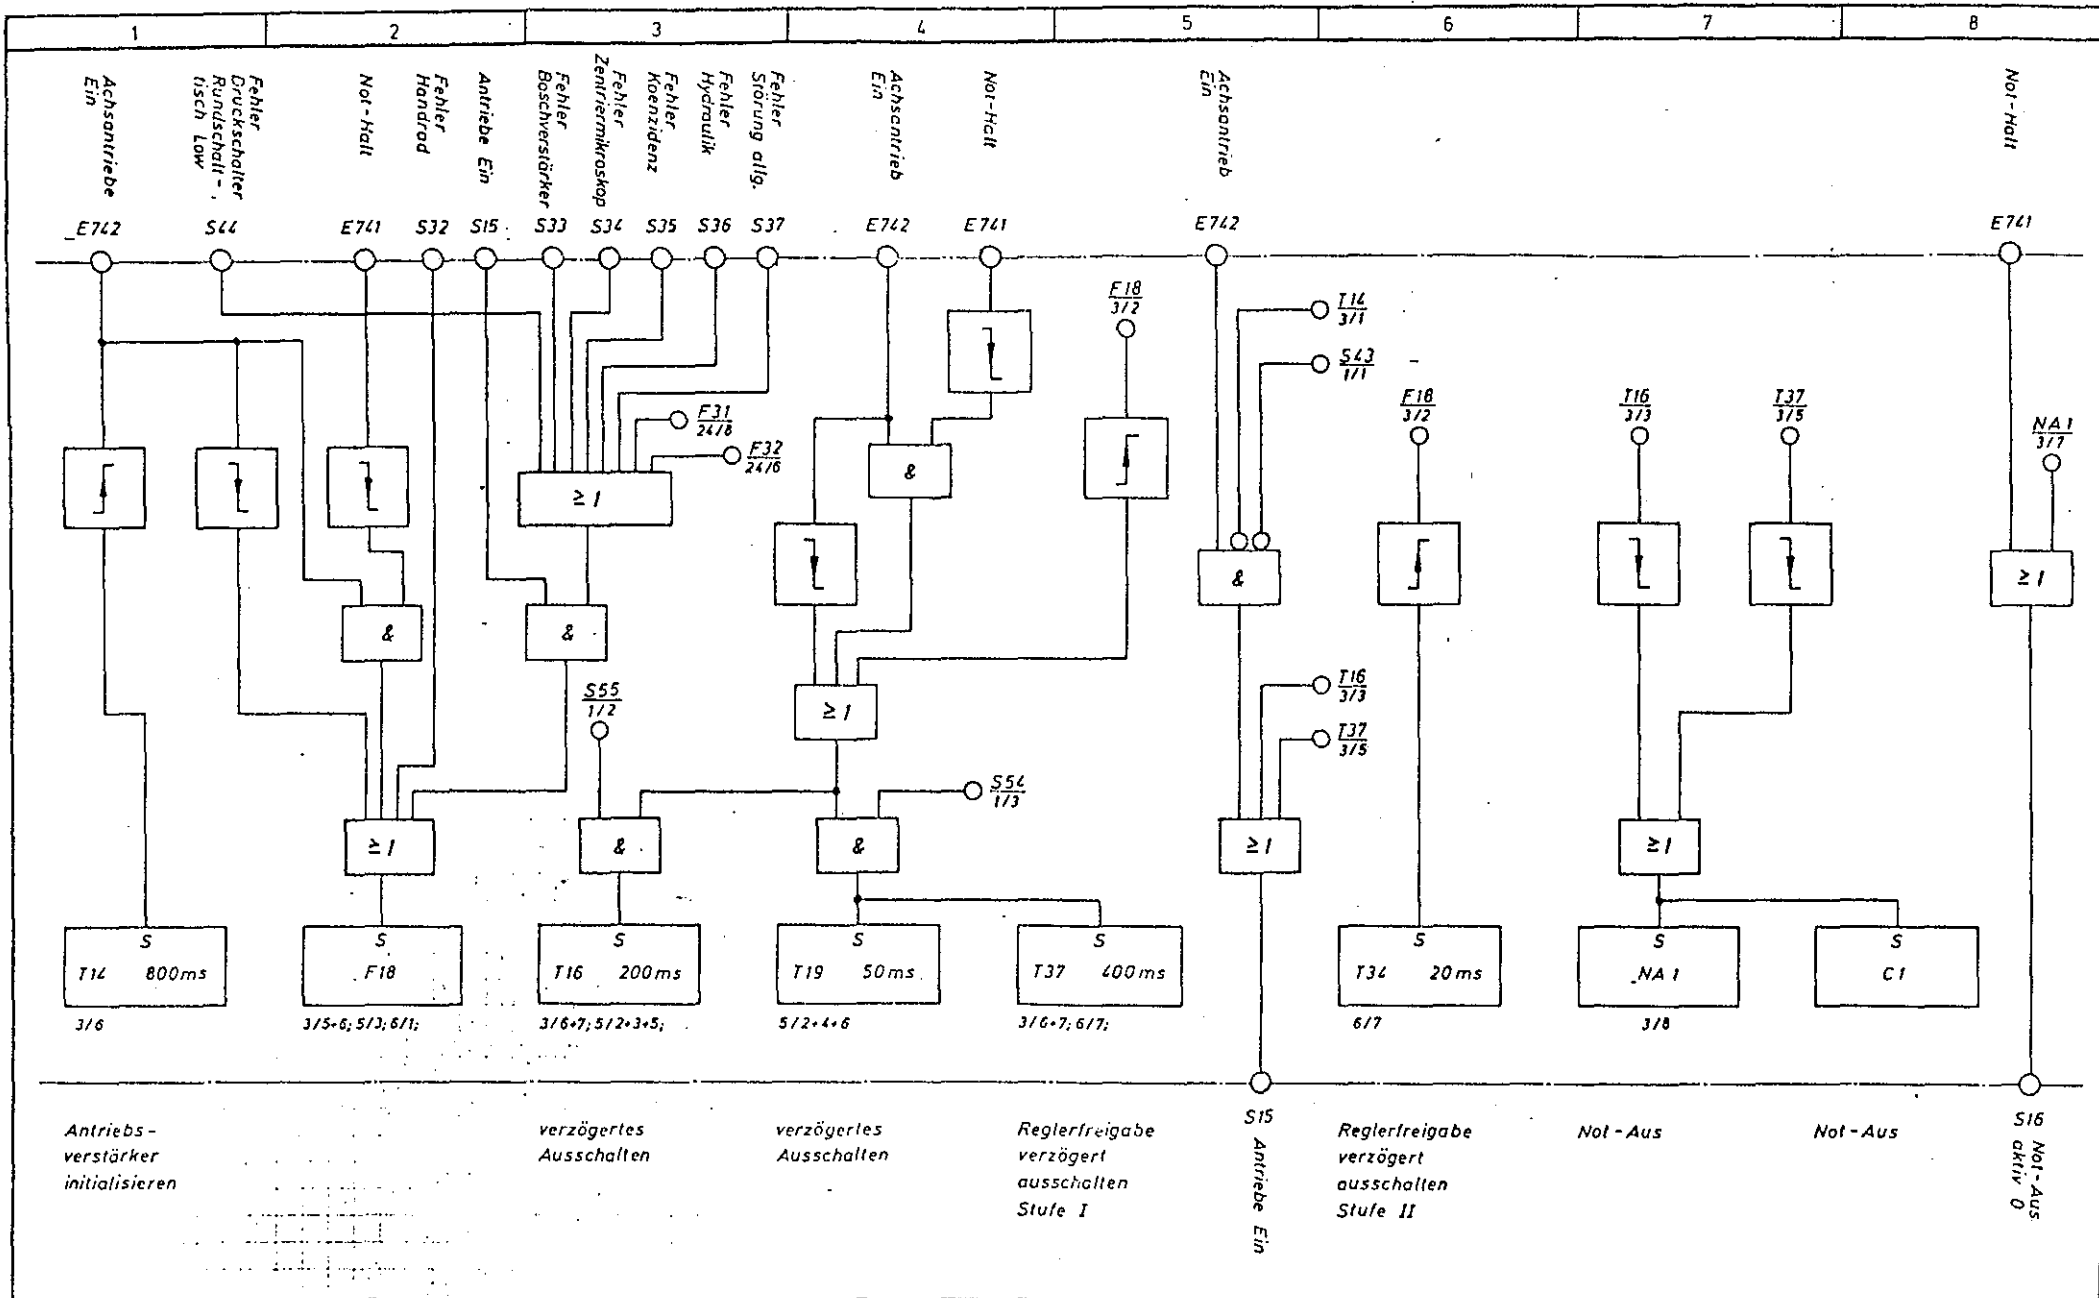 1 2 3 4 5 6 7 8
Achsantriebe
Ein
Fehler
Druckschalter
Rundschalt-
tisch Low
Not-Halt
Fehler
Handrad
Antriebe Ein
Fehler
Boschverstärker
Fehler
Zentriermikroskop
Fehler
Koenzidenz
Fehler
Hydraulik
Fehler
Störung allg.
Achsantrieb
Ein
Not-Halt
Achsantrieb
Ein
Not-Halt
E742 S44 E741 S32 S15 S33 S34 S35 S36 S37 E742 E741 E742 E741
F18
3/2
T14
3/1
S43
1/1
F31
24/8
F32
24/6
F18
3/2
T16
3/3
T37
3/5
NA1
3/7
&
≥1
&
≥1
&
&
S55
1/2
≥1
T16
3/3
T37
3/5
S54
1/3
≥1
&
&
≥1
≥1
S S S S S S S S
T14 800ms
F18
T16 200ms
T19 50ms
T37 400ms
T34 20ms
NA1
C1
3/6
3/5+6; 5/3; 6/1;
3/6+7; 5/2+3+5;
5/2+4+6
3/6+7; 6/7;
6/7
3/8
Antriebs-
verstärker
initialisieren
verzögertes
Ausschalten
verzögertes
Ausschalten
Reglerfreigabe
verzögert
ausschalten
Stufe I
S15
Antriebe Ein
Reglerfreigabe
verzögert
ausschalten
Stufe II
Not-Aus
Not-Aus
S16
Not-Aus
aktiv 0